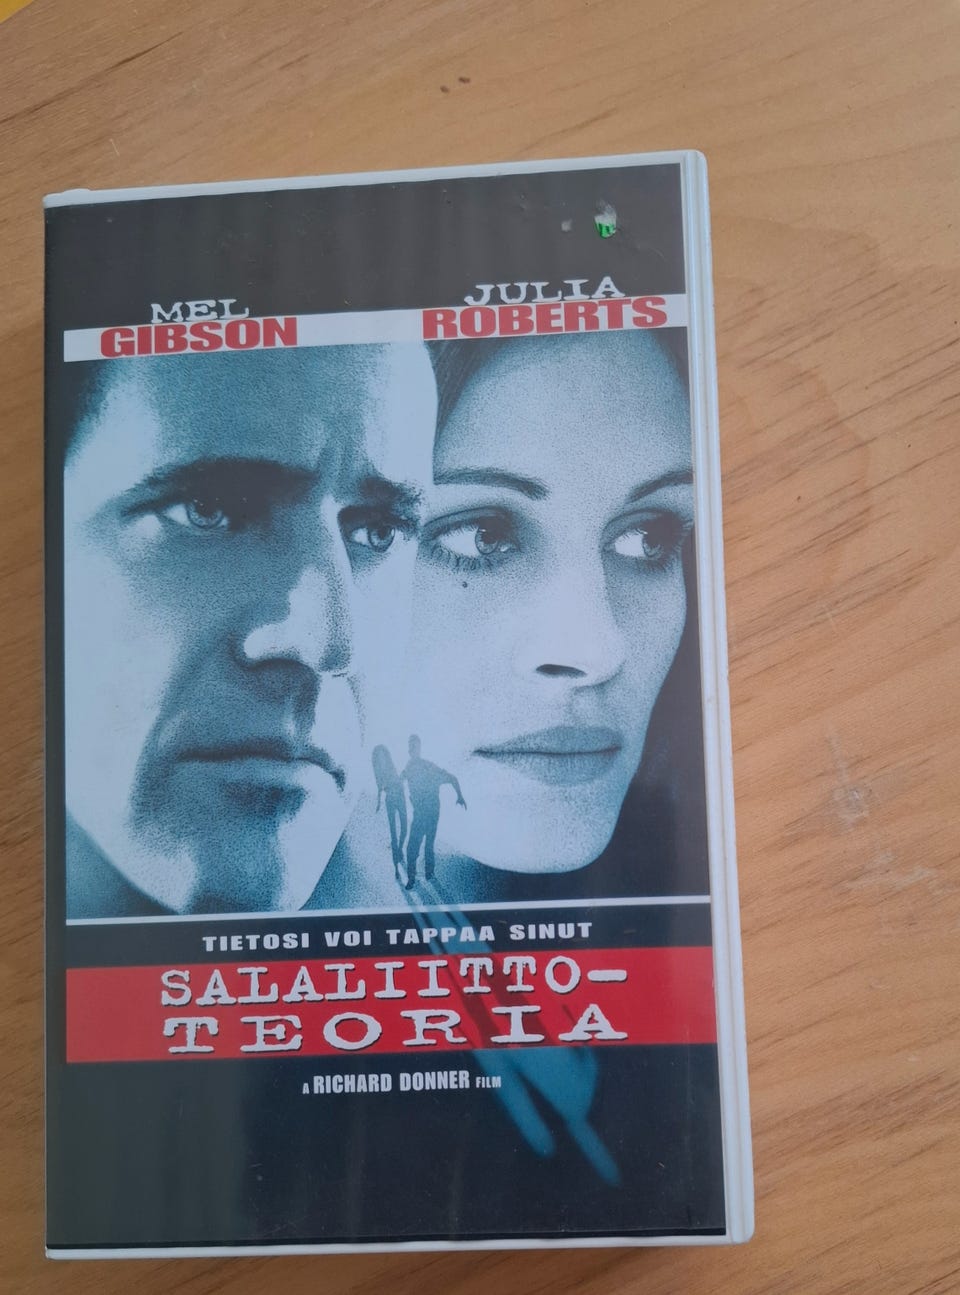 MEL
GIBSON
JULIA
ROBERTS
TIETOSI VOI TAPPAA SINUT
SALALIITTO-
TEORIA
A RICHARD DONNER FILM